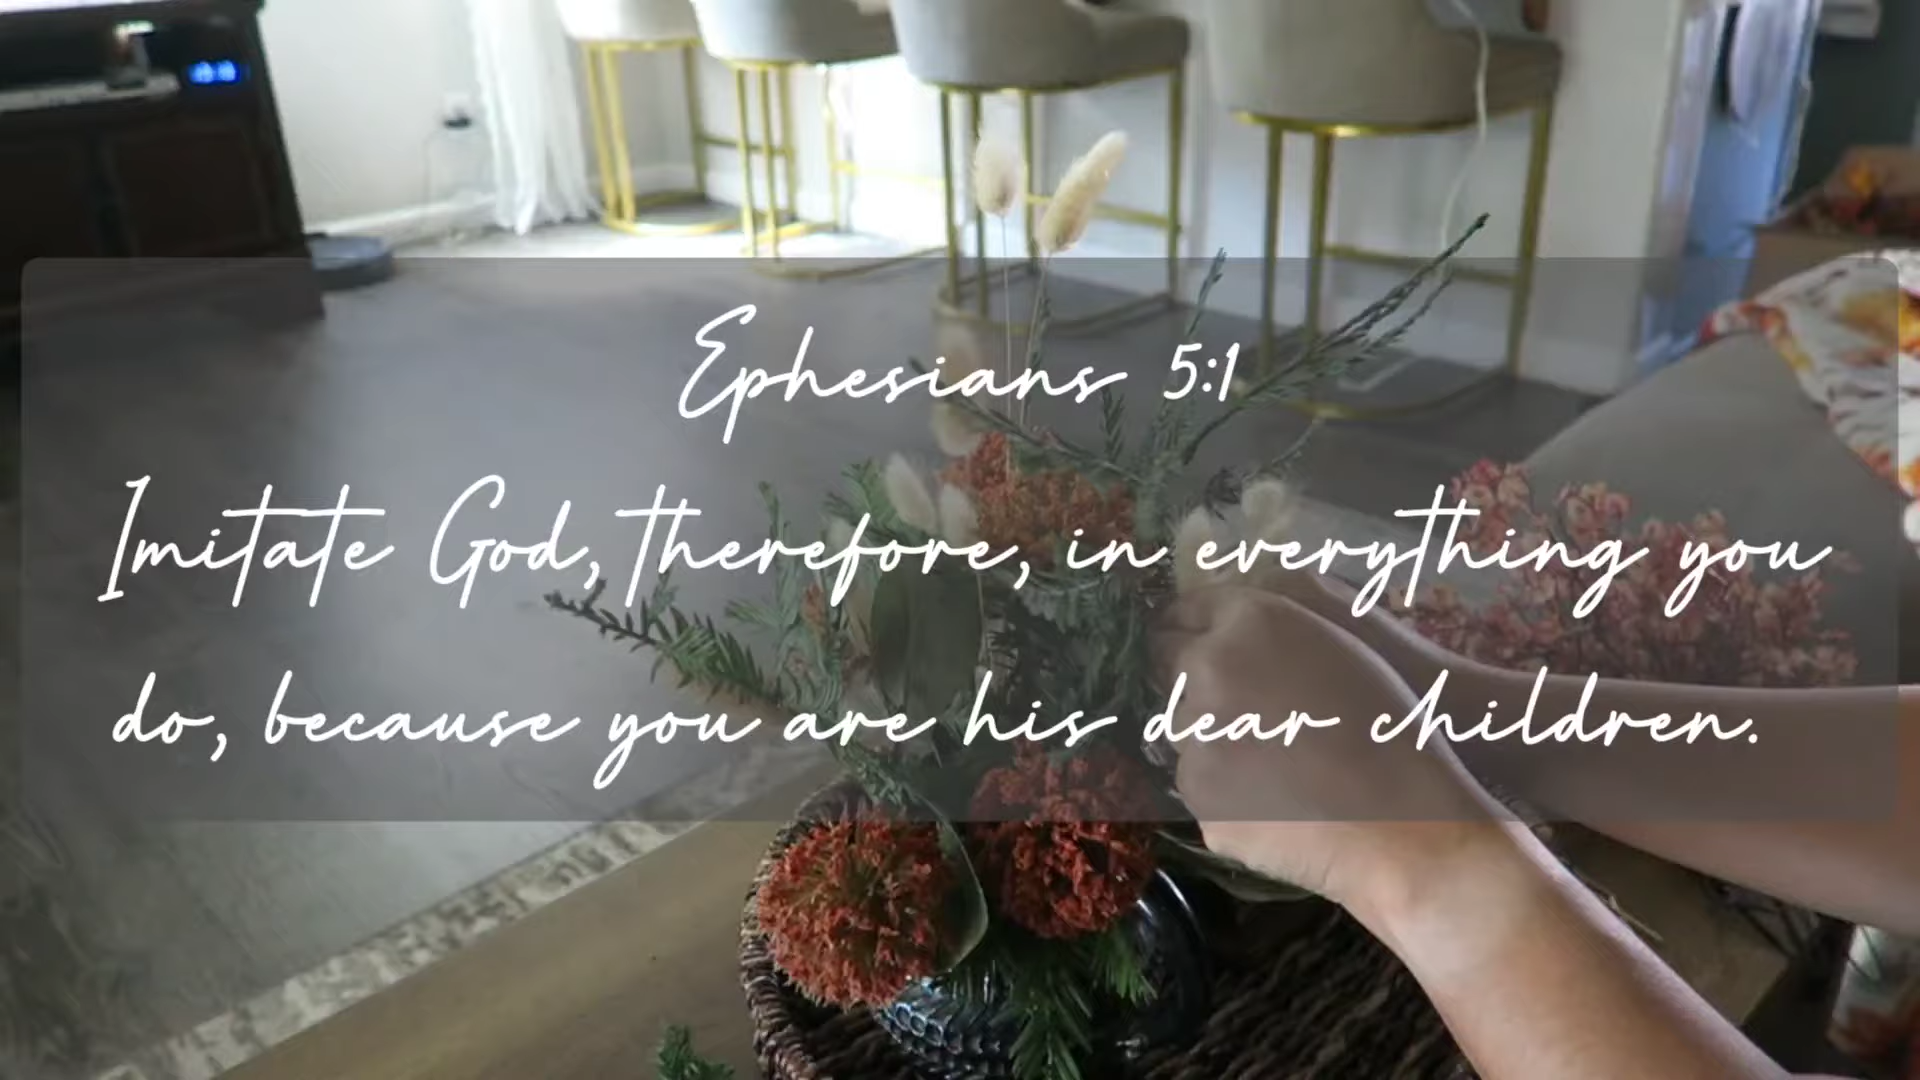 Ephesians 5:1
Imitate God, therefore, in everything you
do, because you are his dear children.